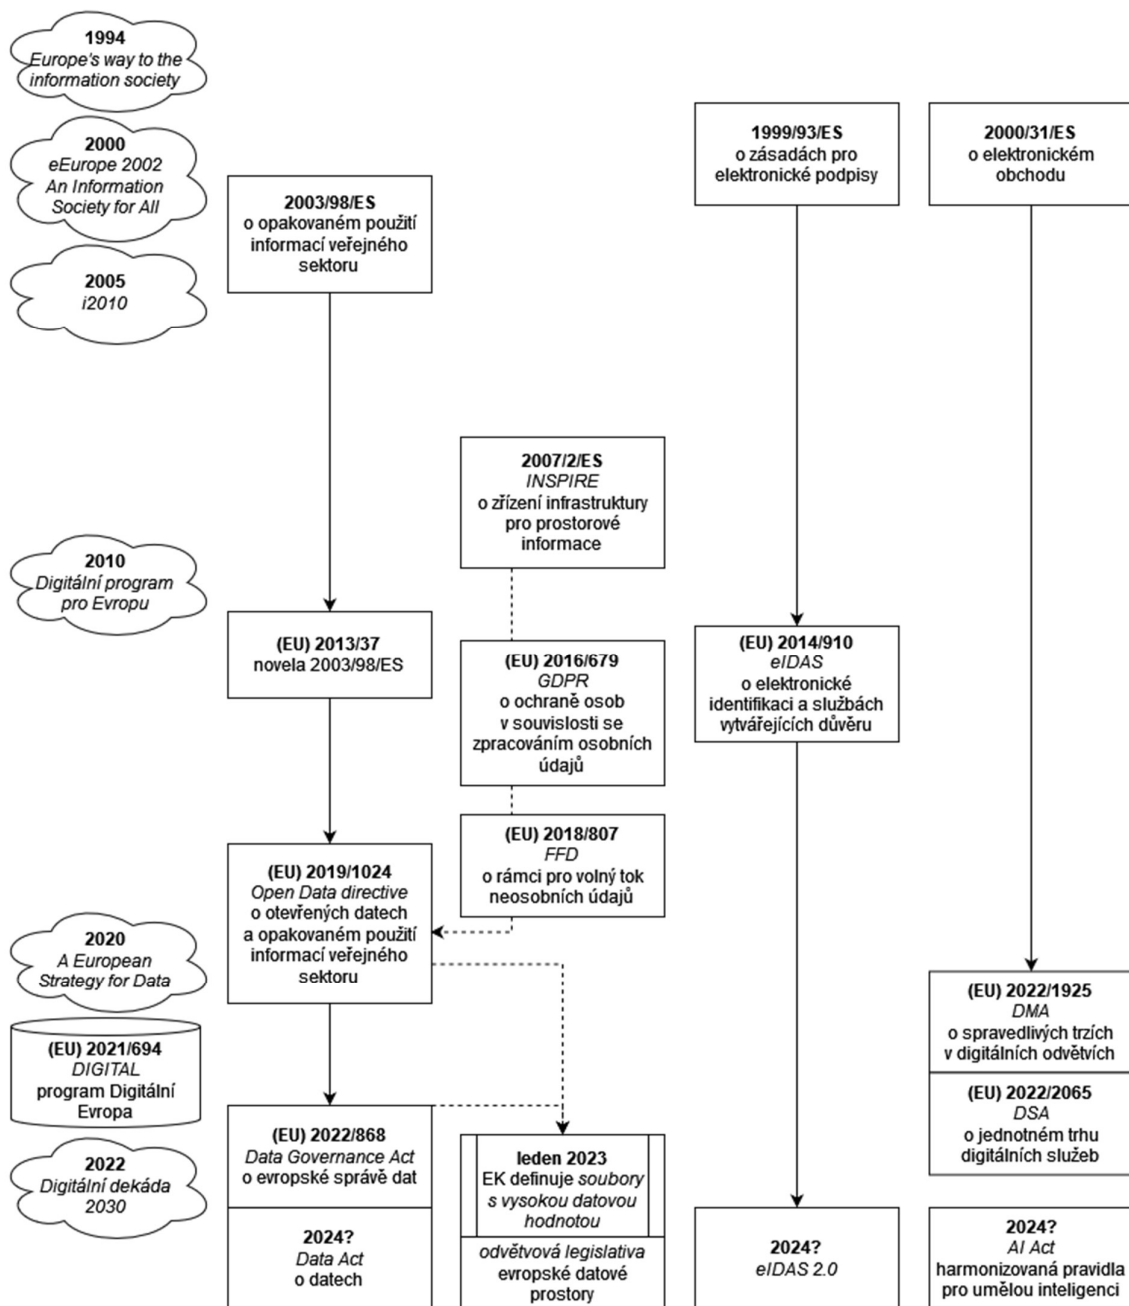 1994
Europe's way to the
information society
2000
eEurope 2002
An Information
Society for All
2005
i2010
2010
Digitální program
pro Evropu
2020
A European
Strategy for Data
(EU) 2021/694
DIGITAL
program Digitální
Evropa
2022
Digitální dekáda
2030
2003/98/ES
o opakovaném použití
informací veřejného
sektoru
(EU) 2013/37
novela 2003/98/ES
(EU) 2019/1024
Open Data directive
o otevřených datech
a opakovaném použití
informací veřejného
sektoru
(EU) 2022/868
Data Governance Act
o evropské správě dat
2024?
Data Act
o datech
2007/2/ES
INSPIRE
o zřízení infrastruktury
pro prostorové
informace
(EU) 2016/679
GDPR
o ochraně osob
v souvislosti se
zpracováním osobních
údajů
(EU) 2018/807
FFD
o rámci pro volný tok
neosobních údajů
leden 2023
EK definuje soubory
s vysokou datovou
hodnotou
odvětvová legislativa
evropské datové
prostory
1999/93/ES
o zásadách pro
elektronické podpisy
(EU) 2014/910
eIDAS
o elektronické
identifikaci a službách
vytvářejících důvěru
2024?
eIDAS 2.0
2000/31/ES
o elektronickém
obchodu
(EU) 2022/1925
DMA
o spravedlivých trzích
v digitálních odvětvích
(EU) 2022/2065
DSA
o jednotném trhu
digitálních služeb
2024?
AI Act
harmonizovaná pravidla
pro umělou inteligenci